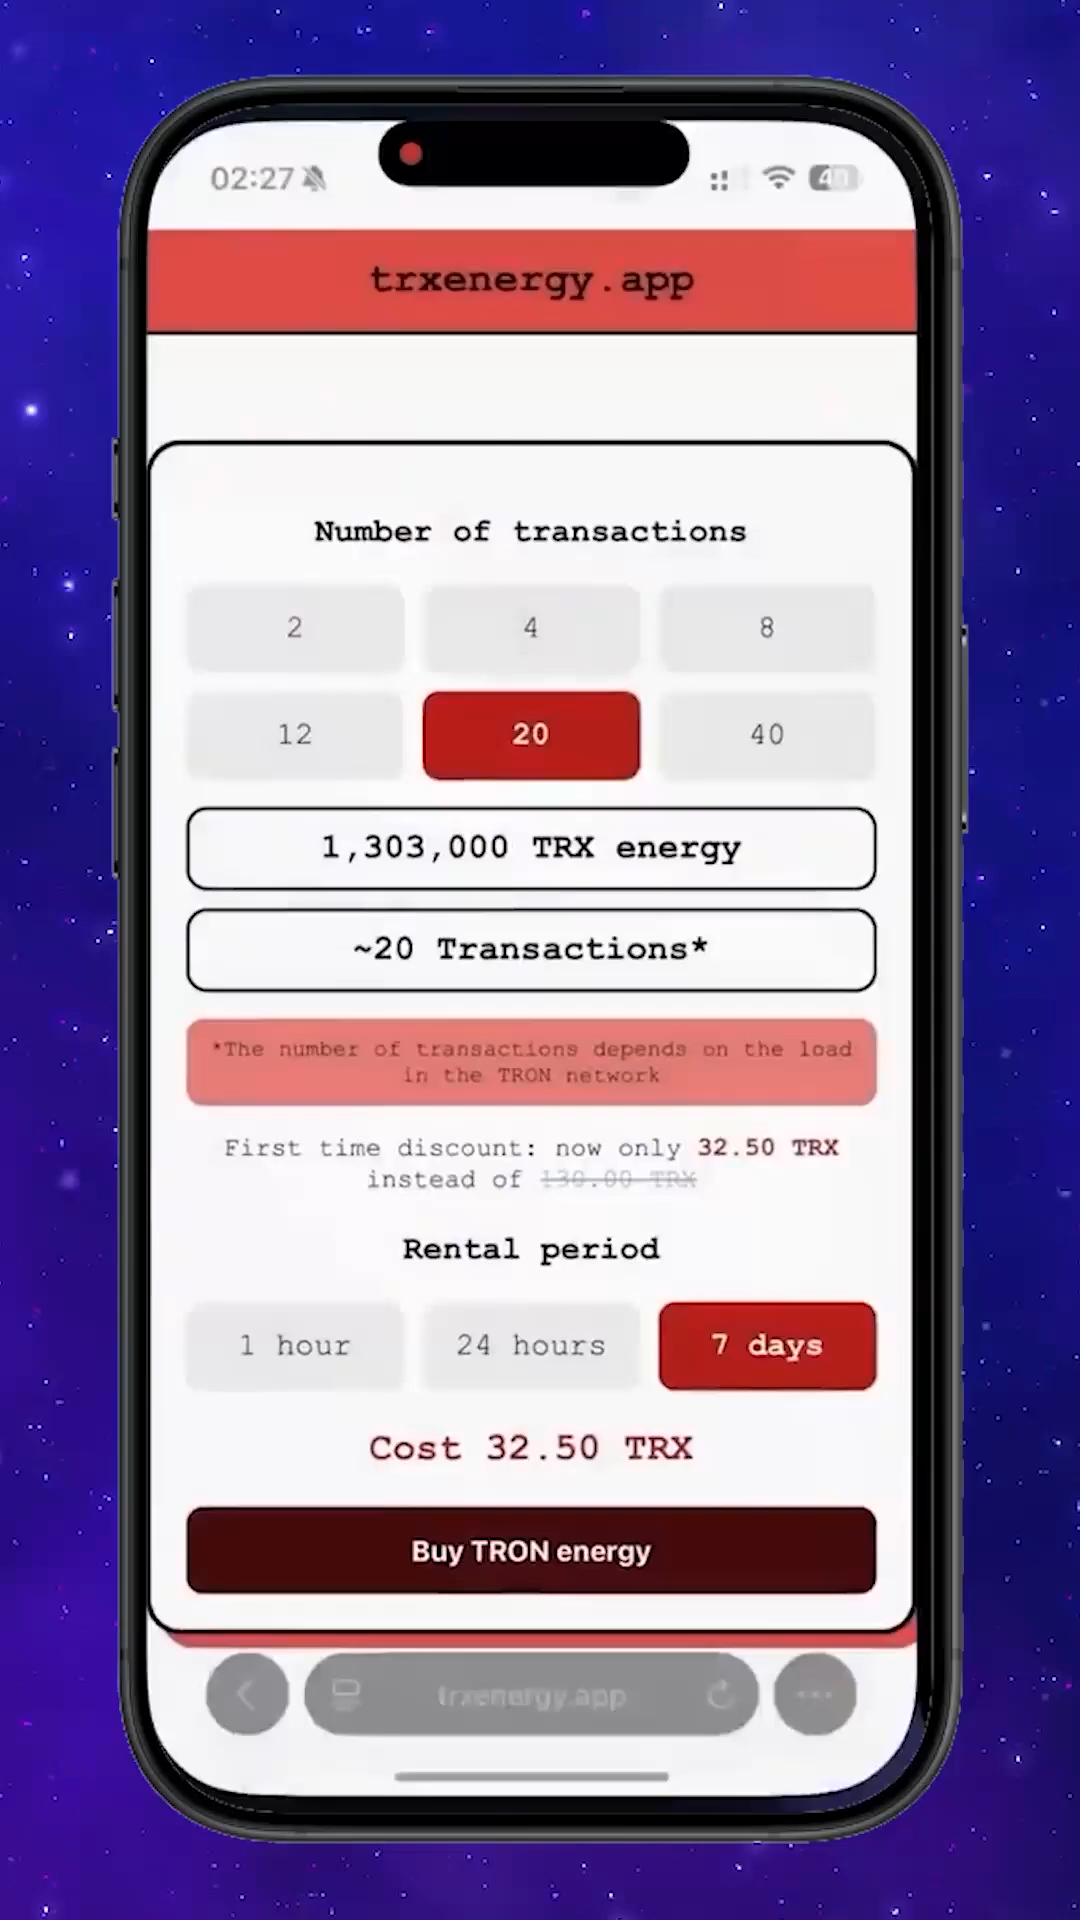 02:27
trxenergy.app
Number of transactions
2 4 8
12 20 40
1,303,000 TRX energy
~20 Transactions*
*The number of transactions depends on the load
in the TRON network
First time discount: now only 32.50 TRX
instead of 130.00 TRX
Rental period
1 hour 24 hours 7 days
Cost 32.50 TRX
Buy TRON energy
trxenergy.app